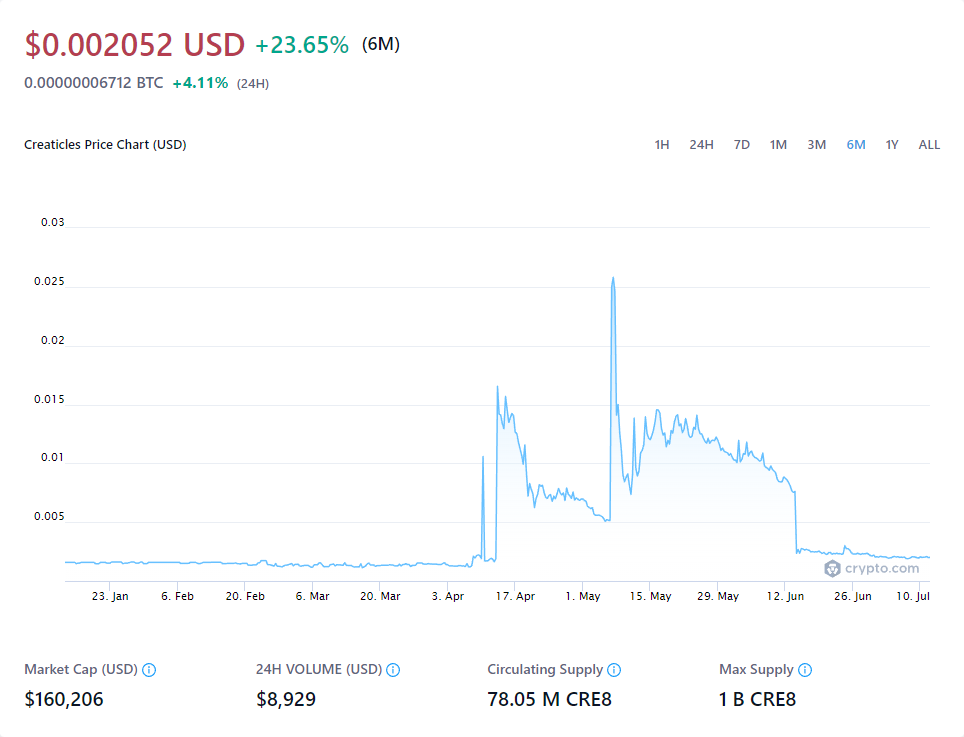 $0.002052 USD +23.65% (6M)
0.00000006712 BTC +4.11% (24H)
Creaticles Price Chart (USD) 1H 24H 7D 1M 3M 6M 1Y ALL
0.03
0.025
0.02
0.015
0.01
0.005
crypto.com
23. Jan 6. Feb 20. Feb 6. Mar 20. Mar 3. Apr 17. Apr 1. May 15. May 29. May 12. Jun 26. Jun 10. Jul
Market Cap (USD) 24H VOLUME (USD) Circulating Supply Max Supply
$160,206 $8,929 78.05 M CRE8 1 B CRE8